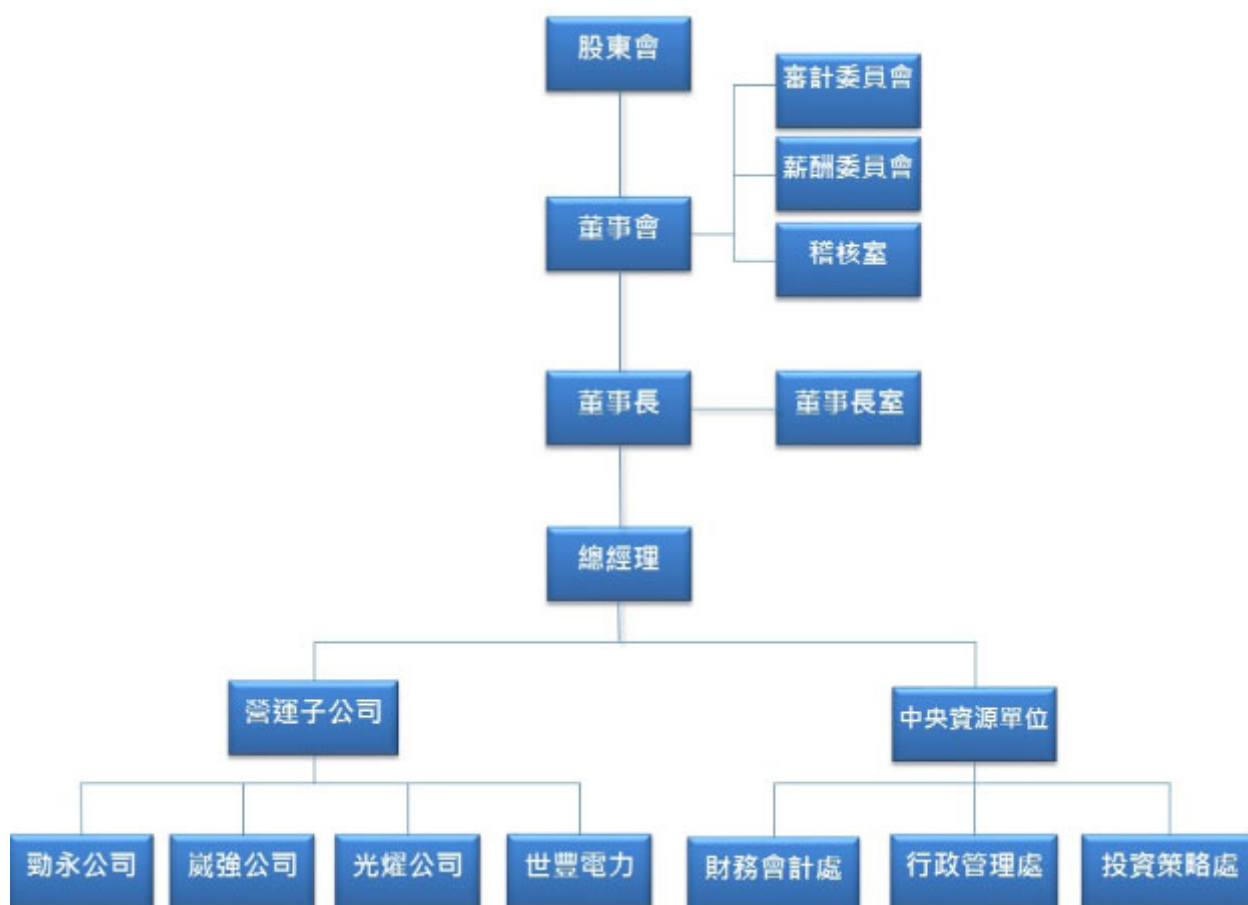 股東會
審計委員會
薪酬委員會
董事會
稽核室
董事長
董事長室
總經理
營運子公司
中央資源單位
勁永公司
崴強公司
光燿公司
世豐電力
財務會計處
行政管理處
投資策略處